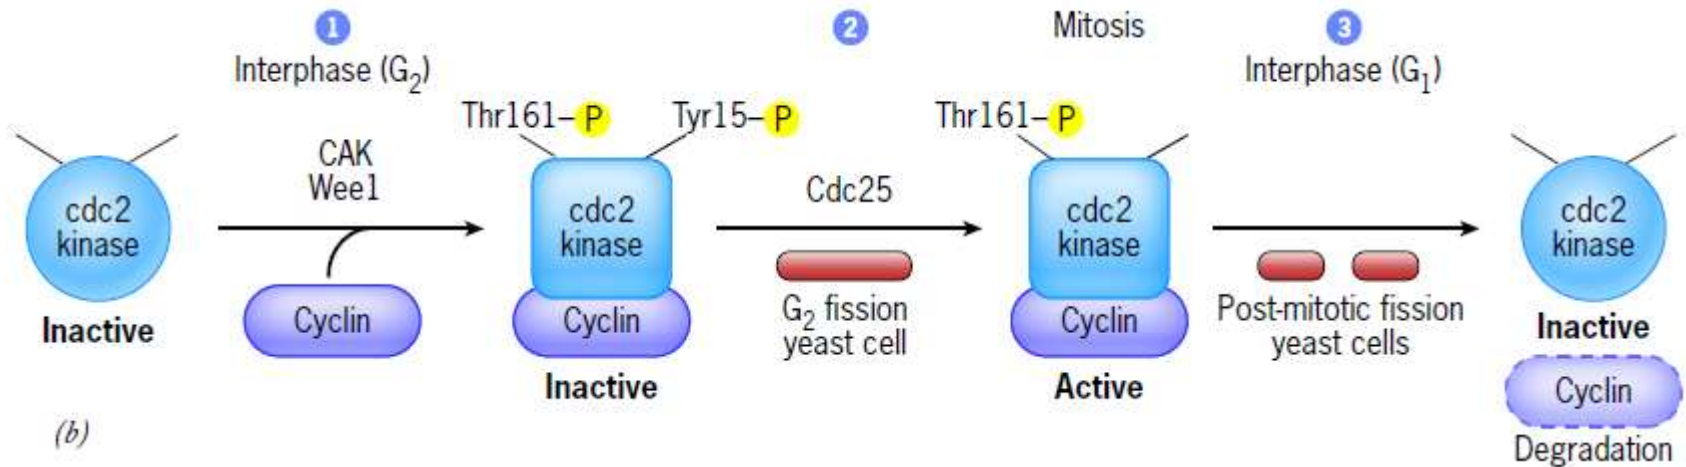 1
Interphase (G2)
2
Mitosis
3
Interphase (G1)
cdc2
kinase
Inactive
CAK
Wee1
Cyclin
Thr161–P
Tyr15–P
cdc2
kinase
Cyclin
Inactive
Cdc25
G2 fission
yeast cell
Thr161–P
cdc2
kinase
Cyclin
Active
Post-mitotic fission
yeast cells
cdc2
kinase
Inactive
Cyclin
Degradation
(b)